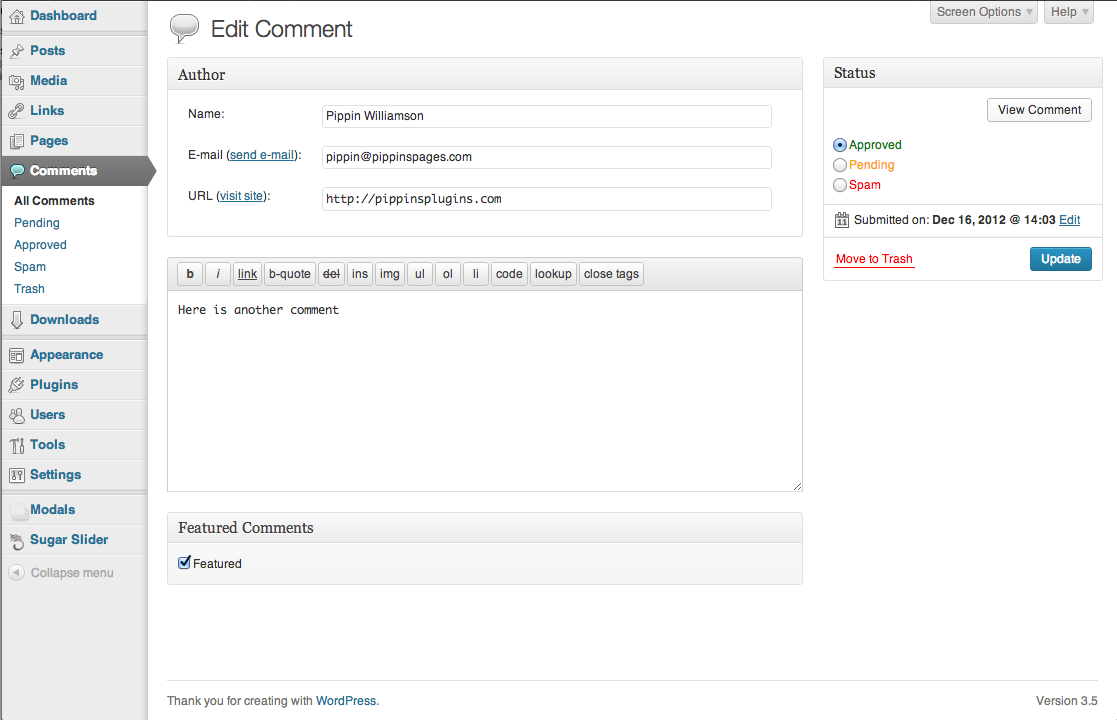 Dashboard
Posts
Media
Links
Pages
Comments
All Comments
Pending
Approved
Spam
Trash
Downloads
Appearance
Plugins
Users
Tools
Settings
Modals
Sugar Slider
Collapse menu
Screen Options
Help
Edit Comment
Author
Name: Pippin Williamson
E-mail (send e-mail): pippin@pippinspages.com
URL (visit site): http://pippinsplugins.com
b i link b-quote del ins img ul ol li code lookup close tags
Here is another comment
Featured Comments
Featured
Status
View Comment
Approved
Pending
Spam
11 Submitted on: Dec 16, 2012 @ 14:03 Edit
Move to Trash Update
Thank you for creating with WordPress. Version 3.5